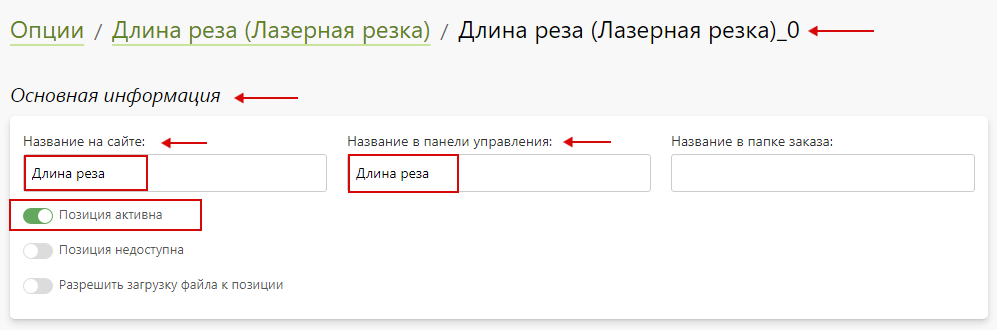 Опции / Длина реза (Лазерная резка) / Длина реза (Лазерная резка)_0
Основная информация
Название на сайте: Название в панели управления: Название в папке заказа:
Длина реза Длина реза
Позиция активна
Позиция недоступна
Разрешить загрузку файла к позиции